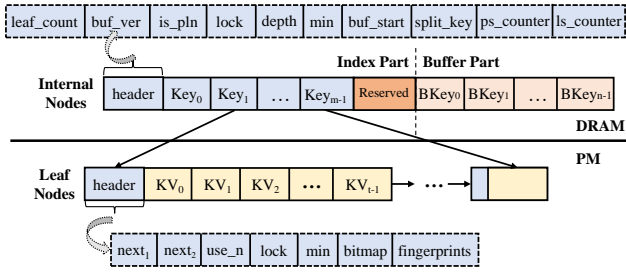 leaf_count buf_ver is_pln lock depth min buf_start split_key ps_counter ls_counter
Index Part Buffer Part
Internal Nodes header Key0 Key1 ... Keym-1 Reserved BKey0 BKey1 ... BKeyn-1
DRAM
PM
Leaf Nodes header KV0 KV1 KV2 ... KVt-1 ...
next1 next2 use_n lock min bitmap fingerprints